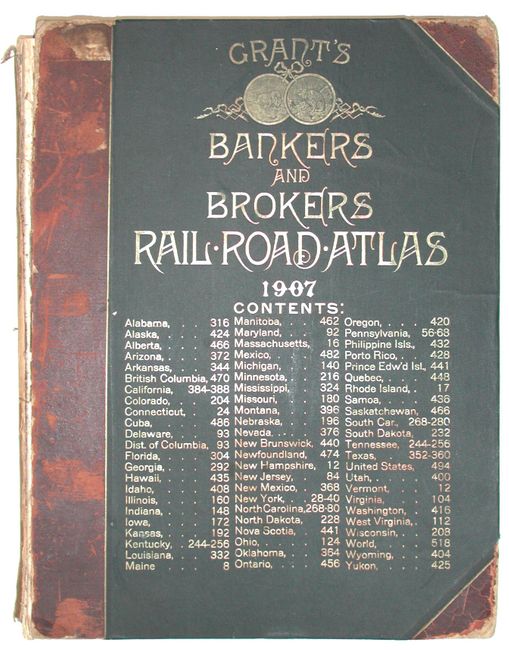 GRANT'S
BANKERS
AND
BROKERS
RAIL·ROAD·ATLAS
1907
CONTENTS:
Alabama, . . 316
Alaska, . . . 424
Alberta, . . . 466
Arizona, . . . 372
Arkansas, . . 344
British Columbia, 470
California, 384-388
Colorado, . . 204
Connecticut, . 24
Cuba, . . . . 486
Delaware, . . 93
Dist. of Columbia, 93
Florida, . . . 304
Georgia, . . . 292
Hawaii, . . . 435
Idaho, . . . . 408
Illinois, . . . 160
Indiana, . . . 148
Iowa, . . . . 172
Kansas, . . . 192
Kentucky, 244-256
Louisiana, . . 332
Maine . . . . 8
Manitoba, . . 462
Maryland, . . 92
Massachusetts, . 16
Mexico, . . . 482
Michigan, . . 140
Minnesota, . . 216
Mississippi, . . 324
Missouri, . . . 180
Montana, . . . 396
Nebraska, . . 196
Nevada, . . . 376
New Brunswick, 440
Newfoundland, . 474
New Hampshire, . 12
New Jersey, . . 84
New Mexico, . 368
New York, . 28-40
North Carolina, 268-80
North Dakota, . 228
Nova Scotia, . 441
Ohio, . . . . 124
Oklahoma, . . 364
Ontario, . . . 456
Oregon, . . . 420
Pennsylvania, . 56-63
Philippine Isls., . 432
Porto Rico, . . 428
Prince Edw'd Isl., 441
Quebec, . . . 448
Rhode Island, . . 17
Samoa, . . . . 436
Saskatchewan, . 466
South Car., 268-280
South Dakota, . 232
Tennessee, 244-256
Texas, . . 352-360
United States, . 494
Utah, . . . . 400
Vermont, . . . 12
Virginia, . . . 104
Washington, . . 416
West Virginia, . 112
Wisconsin, . . 208
World, . . . . 518
Wyoming, . . 404
Yukon, . . . . 425